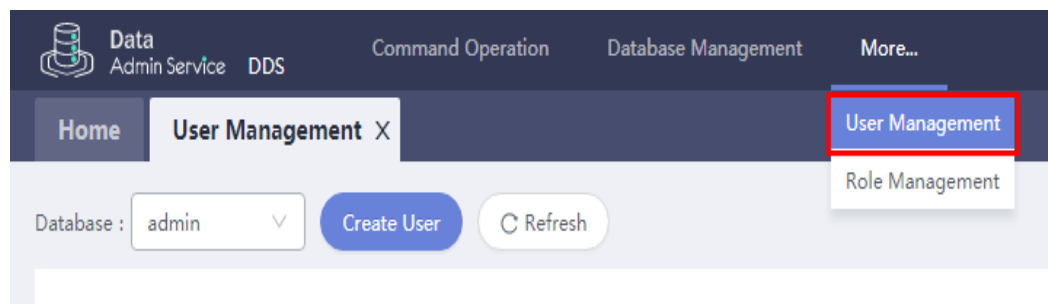 Data
Admin Service DDS
Command Operation
Database Management
More...
Home
User Management X
User Management
Role Management
Database : admin
Create User
Refresh